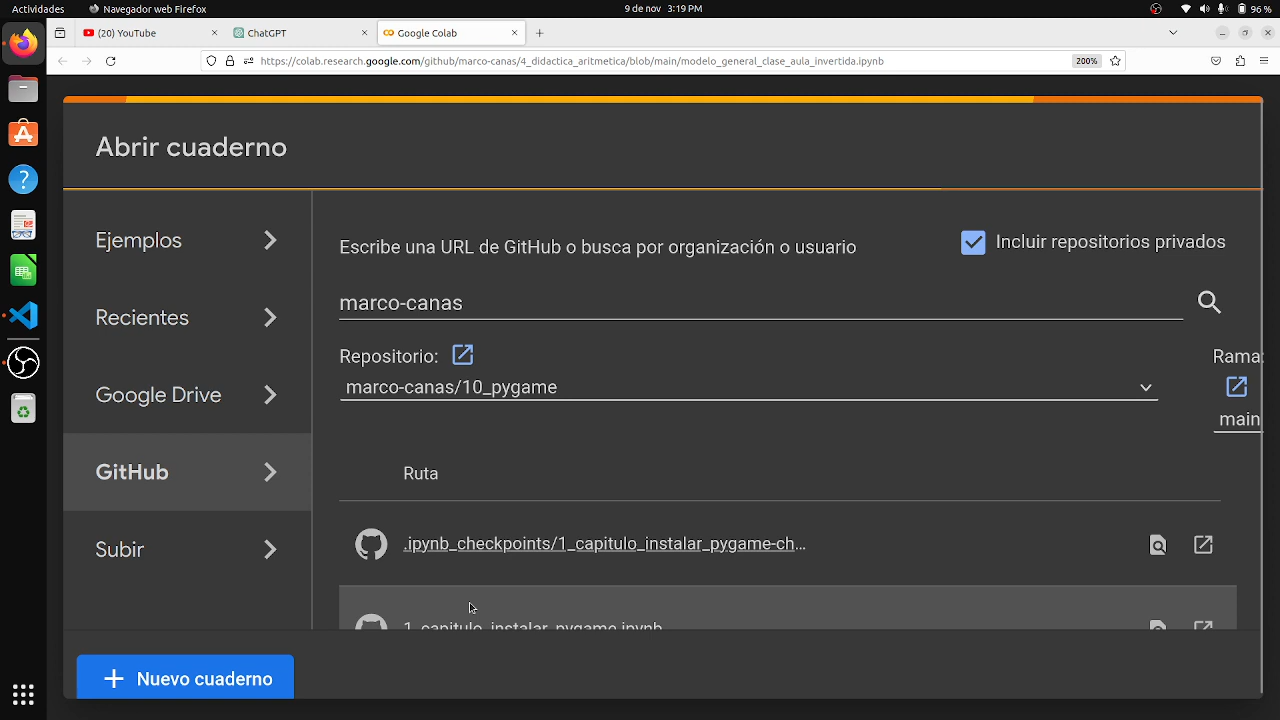 Actividades
Navegador web Firefox
9 de nov 3:19 PM
96 %
(20) YouTube
ChatGPT
Google Colab
https://colab.research.google.com/github/marco-canas/4_didactica_aritmetica/blob/main/modelo_general_clase_aula_invertida.ipynb
200%
Abrir cuaderno
Ejemplos
Recientes
Google Drive
GitHub
Subir
Escribe una URL de GitHub o busca por organización o usuario
Incluir repositorios privados
marco-canas
Repositorio:
Rama:
marco-canas/10_pygame
main
Ruta
.ipynb_checkpoints/1_capitulo_instalar_pygame-ch...
1_capitulo_instalar_pygame.ipynb
Nuevo cuaderno